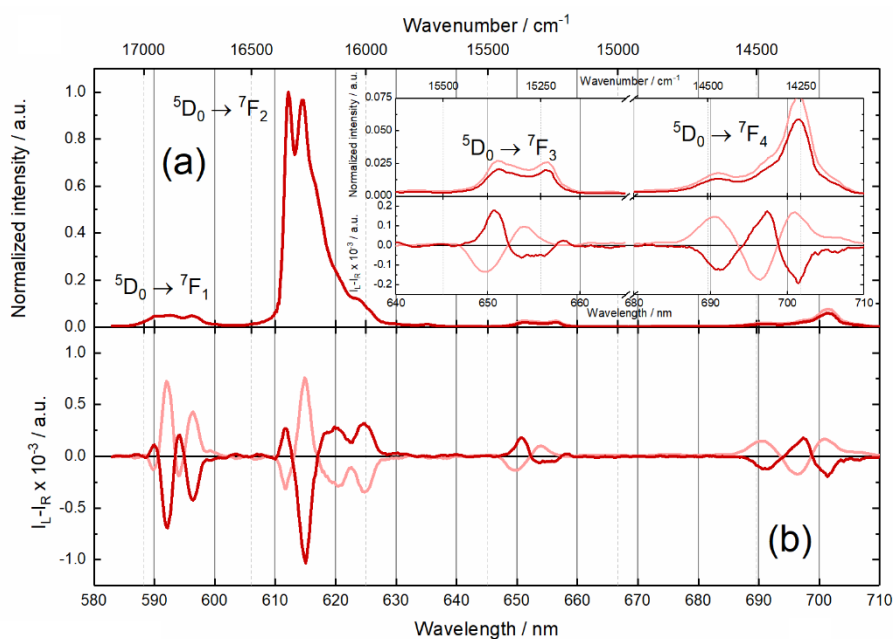 Wavenumber / cm⁻¹
17000 16500 16000 15500 15000 14500
Normalized intensity / a.u.
1.0
0.8
0.6
0.4
0.2
0.0
⁵D₀ → ⁷F₂
(a)
⁵D₀ → ⁷F₁
Wavenumber / cm⁻¹
15500 15250 14500 14250
Normalized intensity / a.u.
0.075
0.050
0.025
0.000
⁵D₀ → ⁷F₃
⁵D₀ → ⁷F₄
I_L-I_R x 10⁻³ / a.u.
0.2
0.1
0.0
-0.1
-0.2
640 650 660 680 680 690 700 710
Wavelength / nm
I_L-I_R x 10⁻³ / a.u.
1.0
0.5
0.0
-0.5
-1.0
(b)
580 590 600 610 620 630 640 650 660 670 680 690 700 710
Wavelength / nm